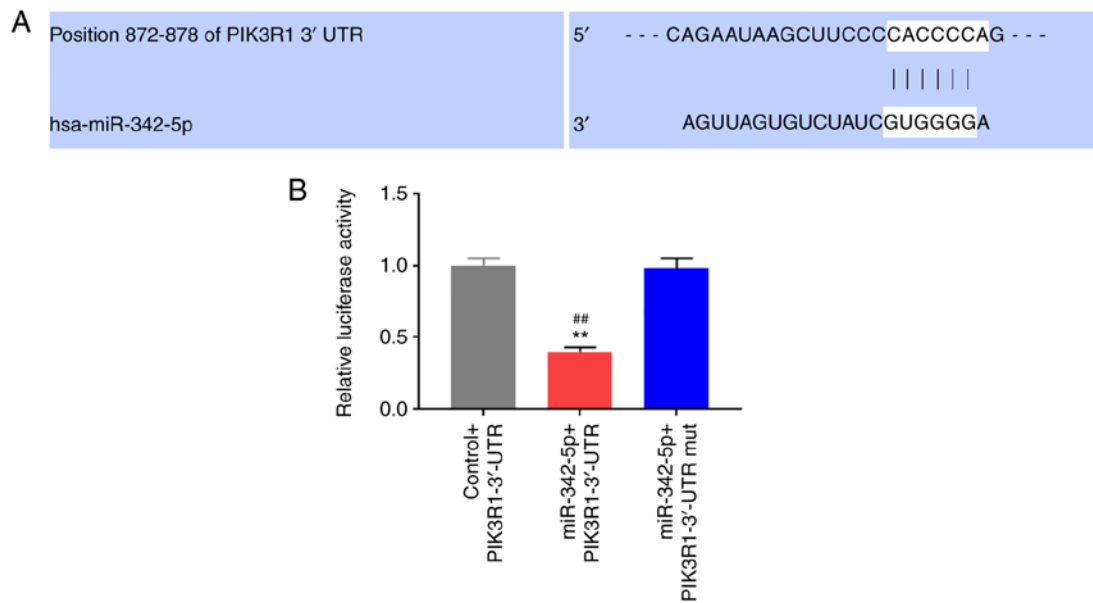 A
Position 872-878 of PIK3R1 3′ UTR 5′ - - - CAGAAUAAGCUUCCCCACCCCAG - - -
| | | | | |
hsa-miR-342-5p 3′ AGUUAGUGUCUAUCGUGGGGA
B
Relative luciferase activity
1.5
1.0
0.5
0.0
##
**
Control+
PIK3R1-3′-UTR
miR-342-5p+
PIK3R1-3′-UTR
miR-342-5p+
PIK3R1-3′-UTR mut